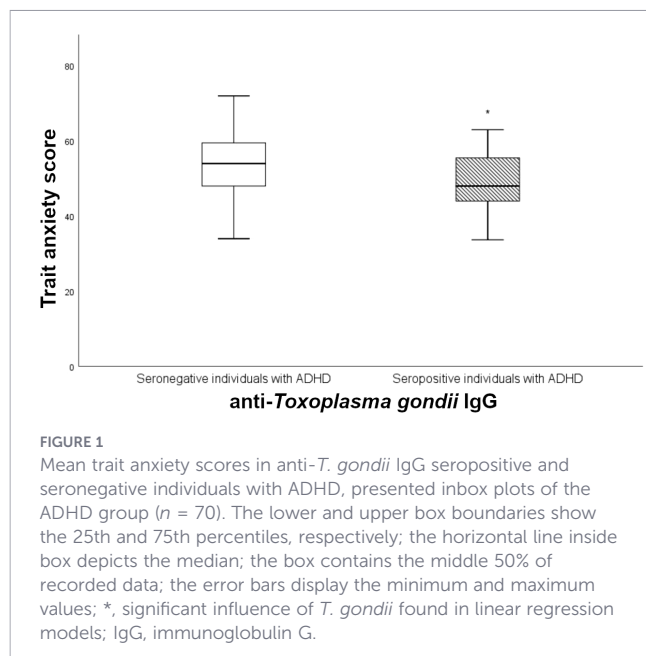 Trait anxiety score
80
60
40
20
0
*
Seronegative individuals with ADHD
Seropositive individuals with ADHD
anti-Toxoplasma gondii IgG
FIGURE 1
Mean trait anxiety scores in anti-T. gondii IgG seropositive and
seronegative individuals with ADHD, presented inbox plots of the
ADHD group (n = 70). The lower and upper box boundaries show
the 25th and 75th percentiles, respectively; the horizontal line inside
box depicts the median; the box contains the middle 50% of
recorded data; the error bars display the minimum and maximum
values; *, significant influence of T. gondii found in linear regression
models; IgG, immunoglobulin G.